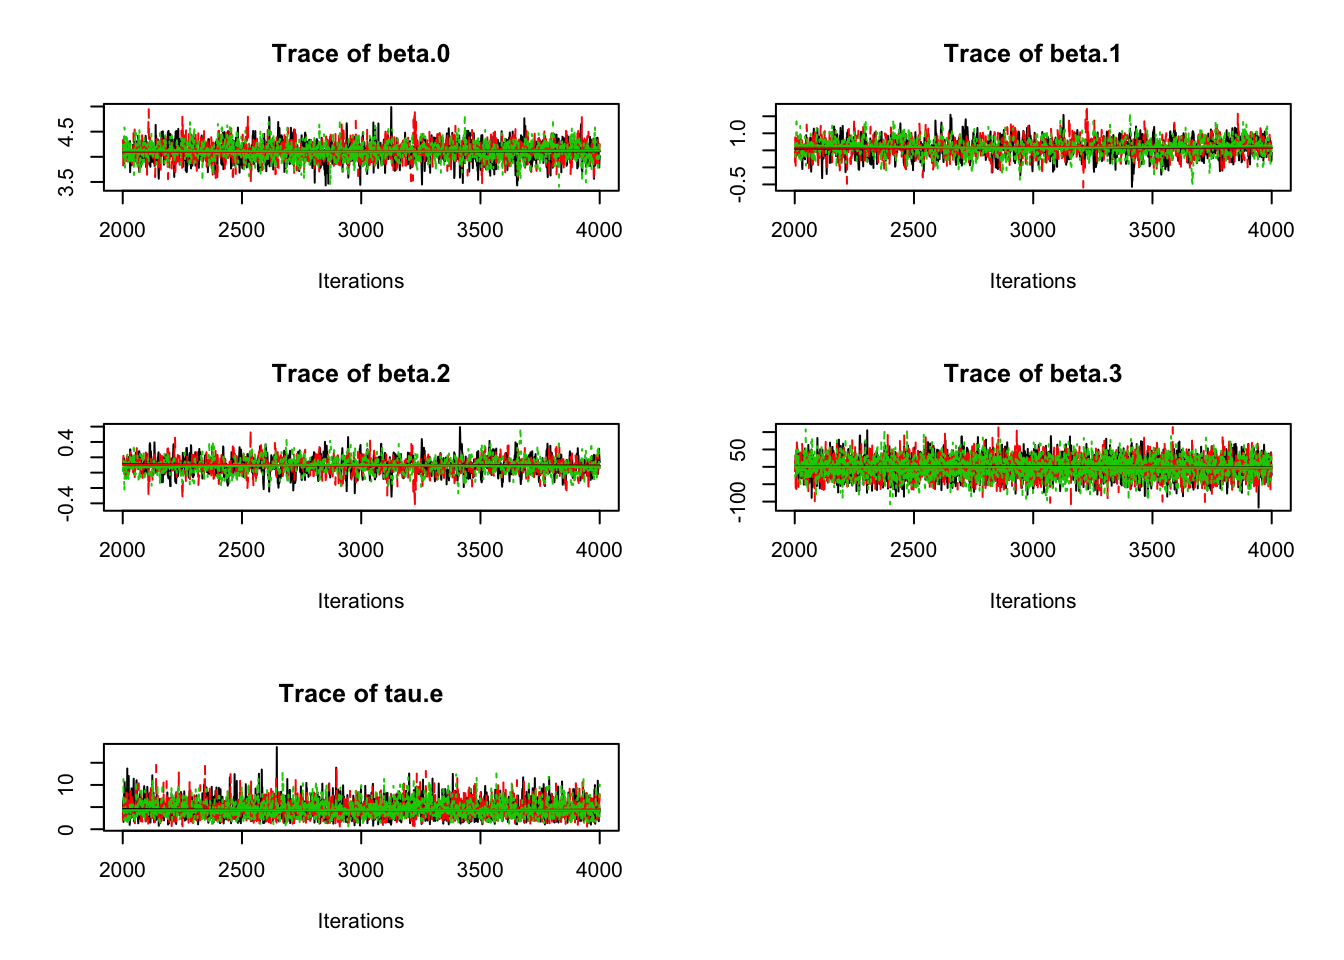 Trace of beta.0
4.5
3.5
2000 2500 3000 3500 4000
Iterations
Trace of beta.1
1.0
-0.5
2000 2500 3000 3500 4000
Iterations
Trace of beta.2
0.4
-0.4
2000 2500 3000 3500 4000
Iterations
Trace of beta.3
50
-100
2000 2500 3000 3500 4000
Iterations
Trace of tau.e
10
0
2000 2500 3000 3500 4000
Iterations